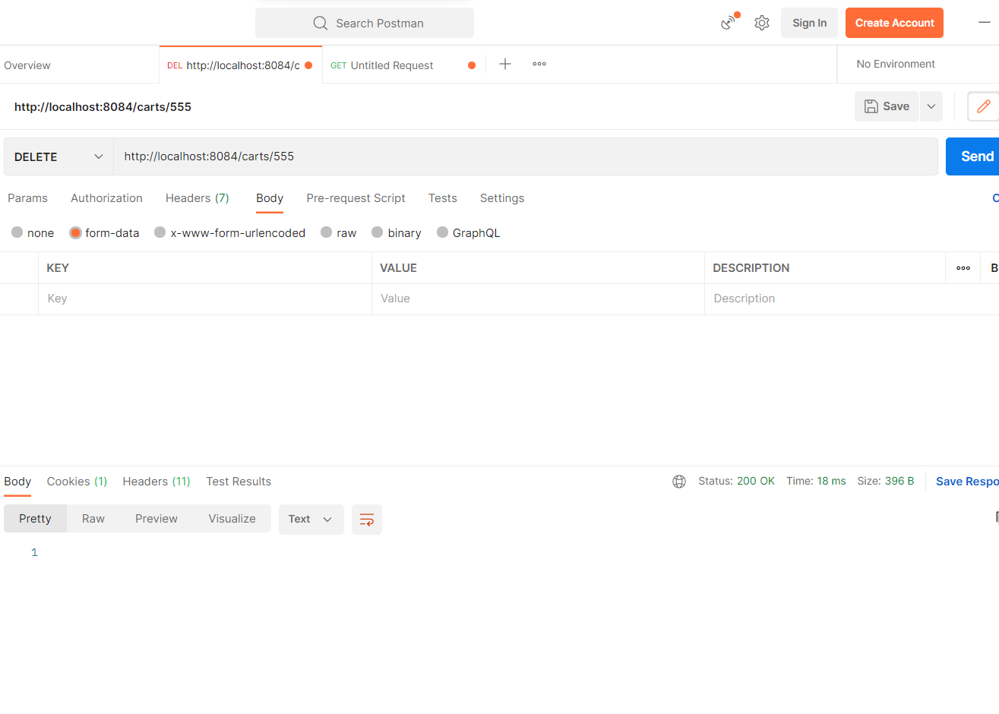 Search Postman
Sign In
Create Account
Overview
DEL http://localhost:8084/c
GET Untitled Request
No Environment
http://localhost:8084/carts/555
Save
DELETE
http://localhost:8084/carts/555
Send
Params
Authorization
Headers (7)
Body
Pre-request Script
Tests
Settings
C
none
form-data
x-www-form-urlencoded
raw
binary
GraphQL
KEY
VALUE
DESCRIPTION
B
Key
Value
Description
Body
Cookies (1)
Headers (11)
Test Results
Status: 200 OK
Time: 18 ms
Size: 396 B
Save Respo
Pretty
Raw
Preview
Visualize
Text
1